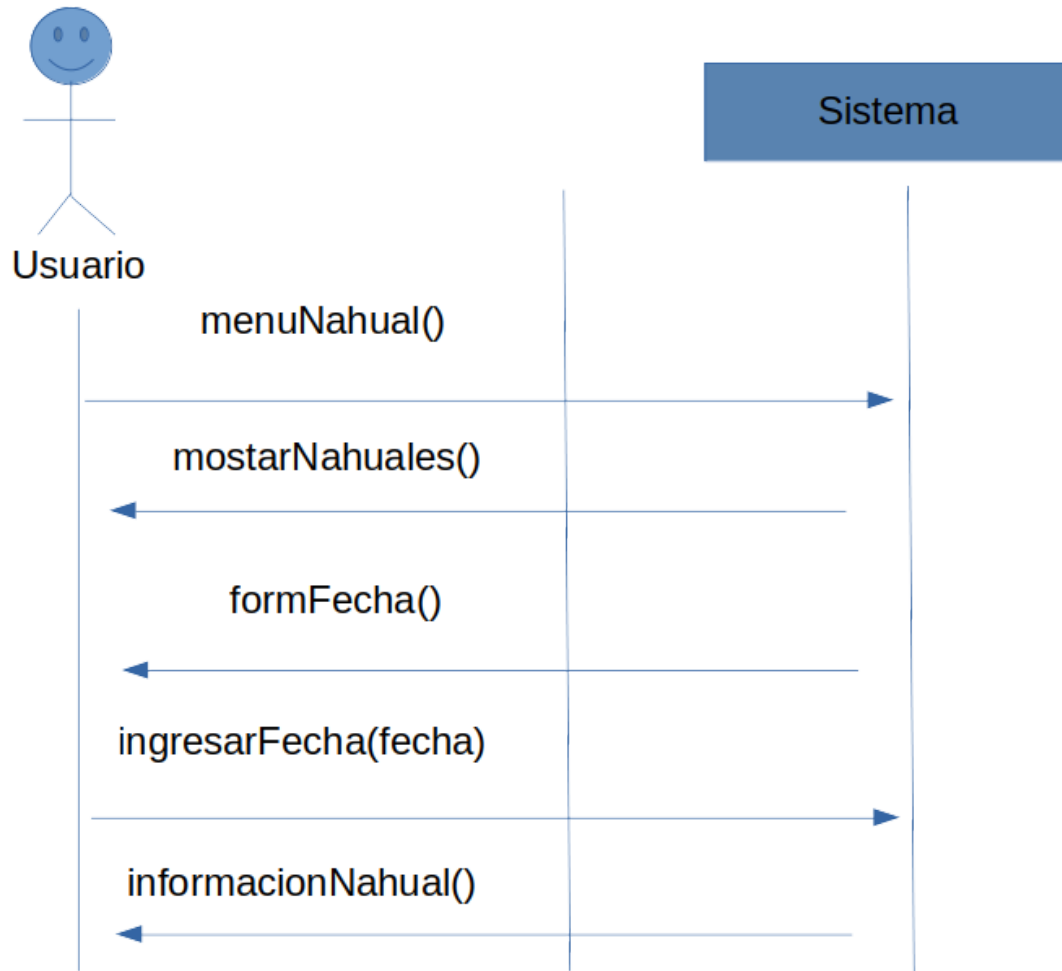 Sistema
Usuario
menuNahual()
mostarNahuales()
formFecha()
ingresarFecha(fecha)
informacionNahual()